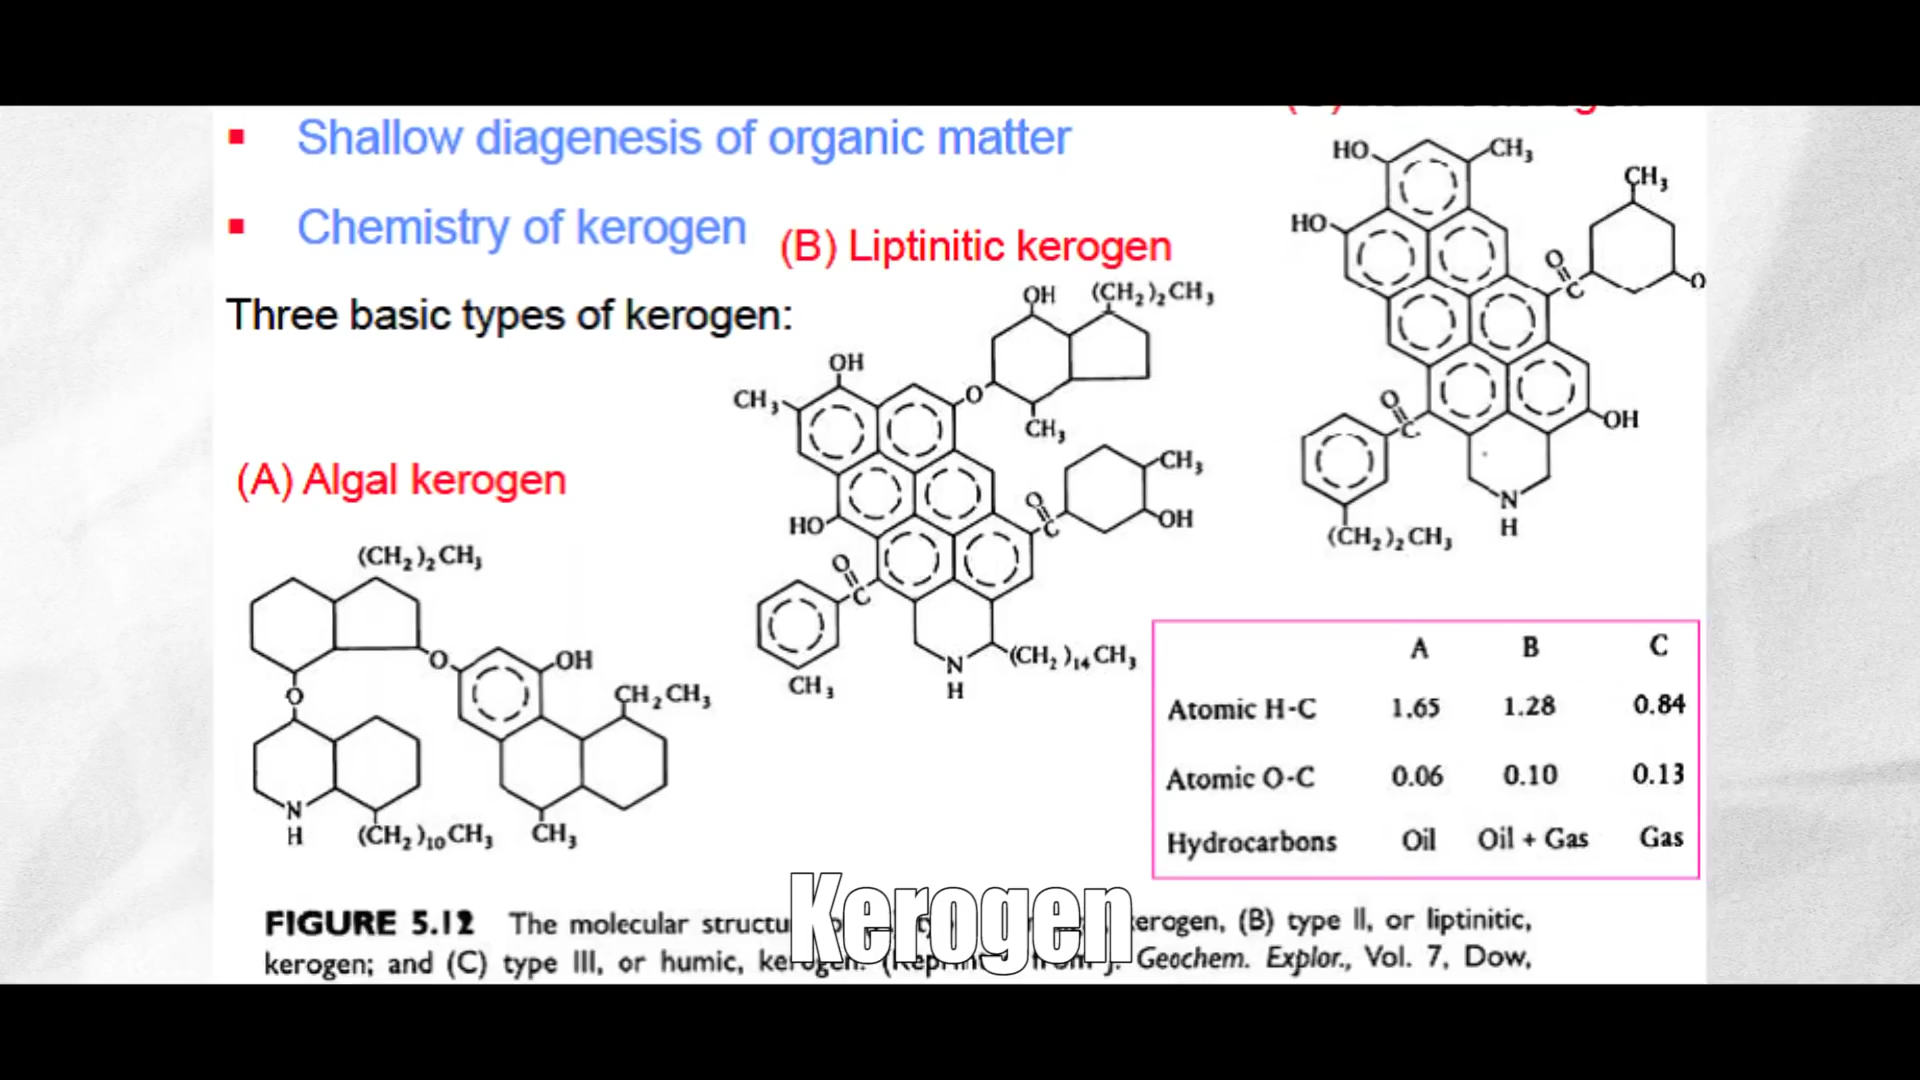 Shallow diagenesis of organic matter
Chemistry of kerogen
Three basic types of kerogen:
(A) Algal kerogen
(CH₂)₂CH₃
O
OH
CH₂CH₃
O
N
H
(CH₂)₁₀CH₃
CH₃
(B) Liptinitic kerogen
OH
(CH₂)₂CH₃
OH
CH₃
O
CH₃
CH₃
HO
O
C
OH
O
C
CH₃
N
H
(CH₂)₁₄CH₃
HO
CH₃
CH₃
HO
O
C
O
O
C
OH
N
H
(CH₂)₂CH₃
A B C
Atomic H-C 1.65 1.28 0.84
Atomic O-C 0.06 0.10 0.13
Hydrocarbons Oil Oil + Gas Gas
Kerogen
FIGURE 5.12 The molecular kerogen, (B) type II, or liptinitic,
kerogen; and (C) type III, or humic, Geochem. Explor., Vol. 7, Dow,